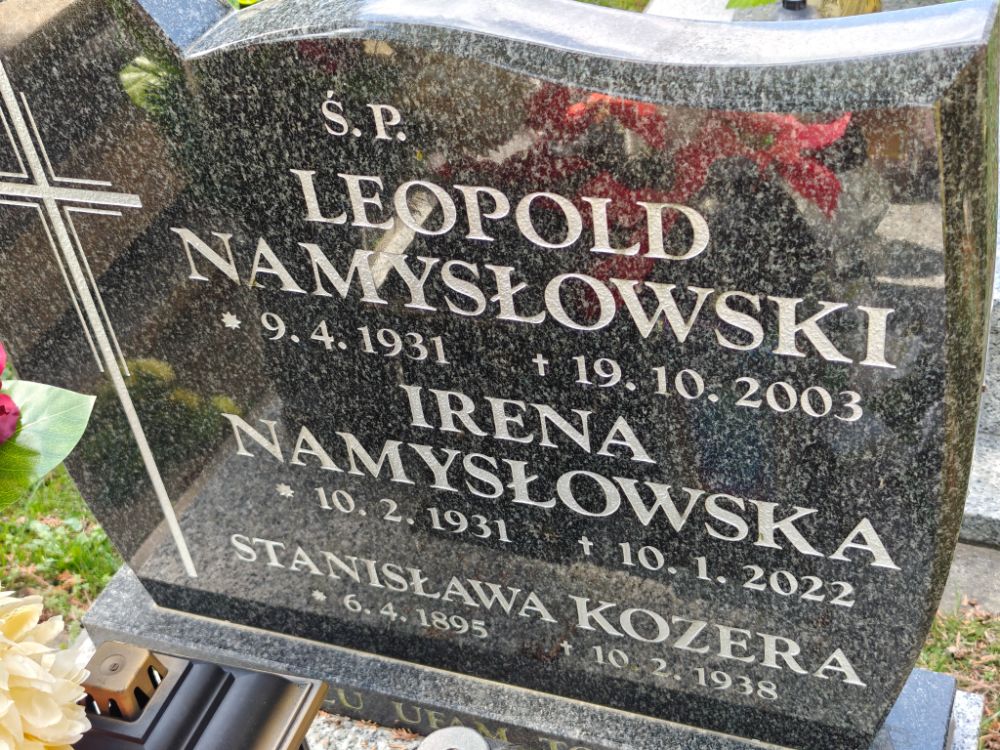 Ś. P.
LEOPOLD
NAMYSŁOWSKI
* 9. 4. 1931 † 19. 10. 2003
IRENA
NAMYSŁOWSKA
* 10. 2. 1931 † 10. 1. 2022
STANISŁAWA KOZERA
* 6. 4. 1895 † 10. 2. 1938
UFAM